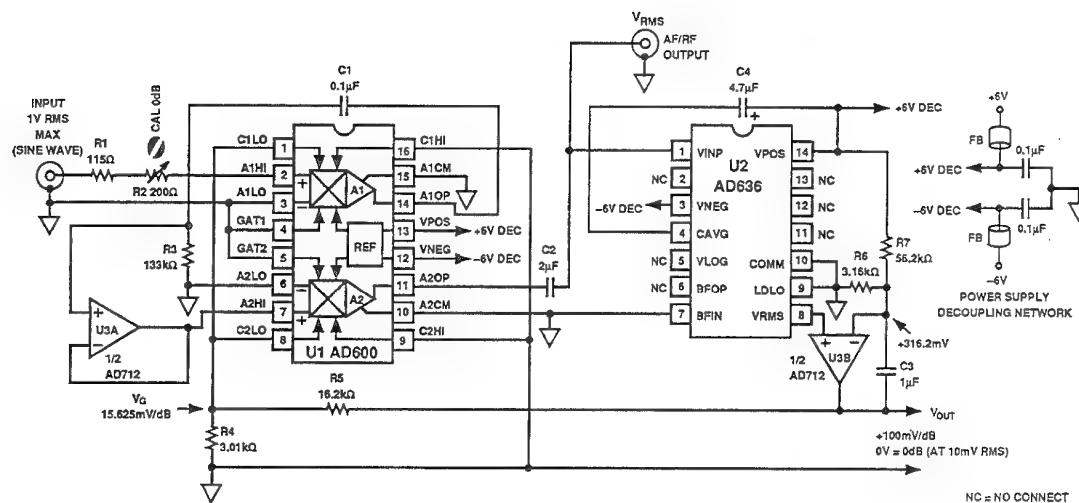 VRMS
AF/RF
OUTPUT
C1
0.1µF
C4
4.7µF
+
+6V DEC
INPUT
1V RMS
MAX
(SINE WAVE)
CAL 0dB
R1
115Ω
R2 200Ω
C1LO
A1HI
A1LO
GAT1
GAT2
A2LO
A2HI
C2LO
1
2
3
4
5
6
7
8
+
−
A1
REF
−
+
A2
U1 AD600
16
15
14
13
12
11
10
9
C1HI
A1CM
A1OP
VPOS
+6V DEC
VNEG
−6V DEC
A2OP
A2CM
C2HI
C2
2µF
R3
133kΩ
+
−
U3A
1/2
AD712
U2
AD636
1 VINP
NC 2
−6V DEC 3 VNEG
4 CAVG
NC 5 VLOG
NC 6 BFOP
7 BFIN
VPOS 14
13 NC
12 NC
11 NC
COMM 10
LDLO 9
VRMS 8
R6
3.16kΩ
R7
56.2kΩ
+316.2mV
+ −
U3B
1/2
AD712
C3
1µF
+6V
FB
0.1µF
+6V DEC
−6V DEC
0.1µF
FB
−6V
POWER SUPPLY
DECOUPLING NETWORK
VG
15.625mV/dB
R5
16.2kΩ
R4
3.01kΩ
VOUT
+100mV/dB
0V = 0dB (AT 10mV RMS)
NC = NO CONNECT